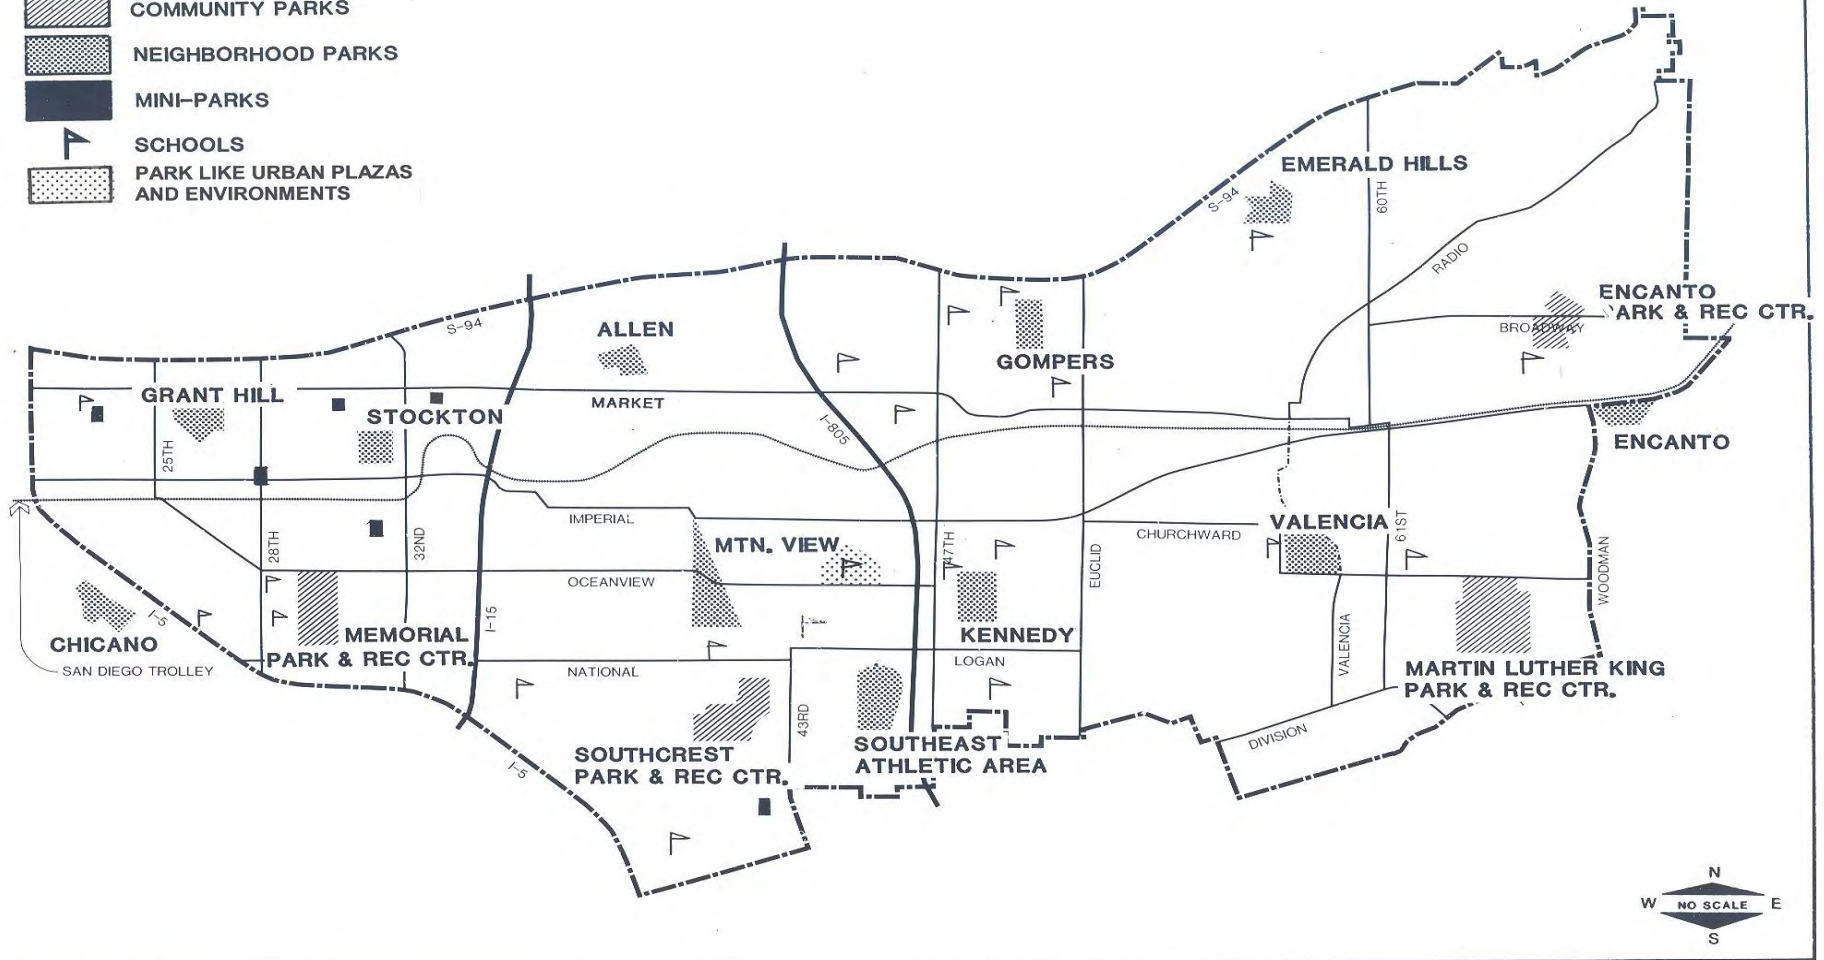 COMMUNITY PARKS
NEIGHBORHOOD PARKS
MINI-PARKS
SCHOOLS
PARK LIKE URBAN PLAZAS
AND ENVIRONMENTS
EMERALD HILLS
S-94
60TH
RADIO
ENCANTO
ARK & REC CTR.
BROADWAY
S-94
ALLEN
GOMPERS
GRANT HILL
MARKET
STOCKTON
I-805
25TH
ENCANTO
IMPERIAL
VALENCIA
61ST
CHURCHWARD
28TH
32ND
MTN. VIEW
47TH
EUCLID
WOODMAN
OCEANVIEW
I-5
I-15
CHICANO
MEMORIAL
PARK & REC CTR.
KENNEDY
VALENCIA
LOGAN
SAN DIEGO TROLLEY
NATIONAL
MARTIN LUTHER KING
PARK & REC CTR.
43RD
DIVISION
SOUTHCREST
PARK & REC CTR.
SOUTHEAST
ATHLETIC AREA
I-5
N
W NO SCALE E
S